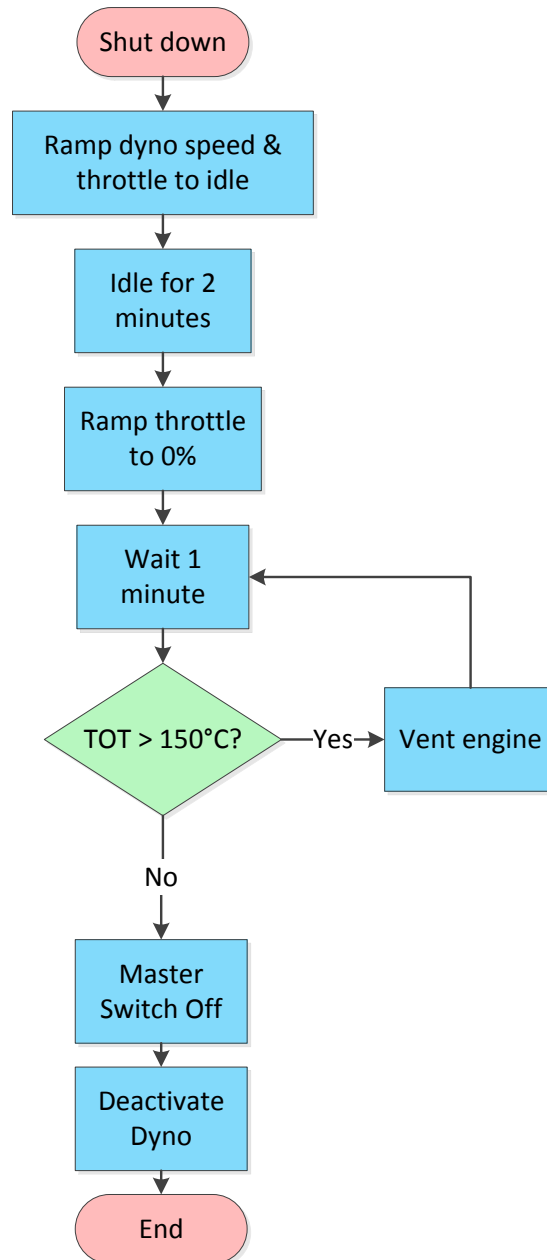 Shut down
Ramp dyno speed &
throttle to idle
Idle for 2
minutes
Ramp throttle
to 0%
Wait 1
minute
TOT > 150°C?
Yes
Vent engine
No
Master
Switch Off
Deactivate
Dyno
End